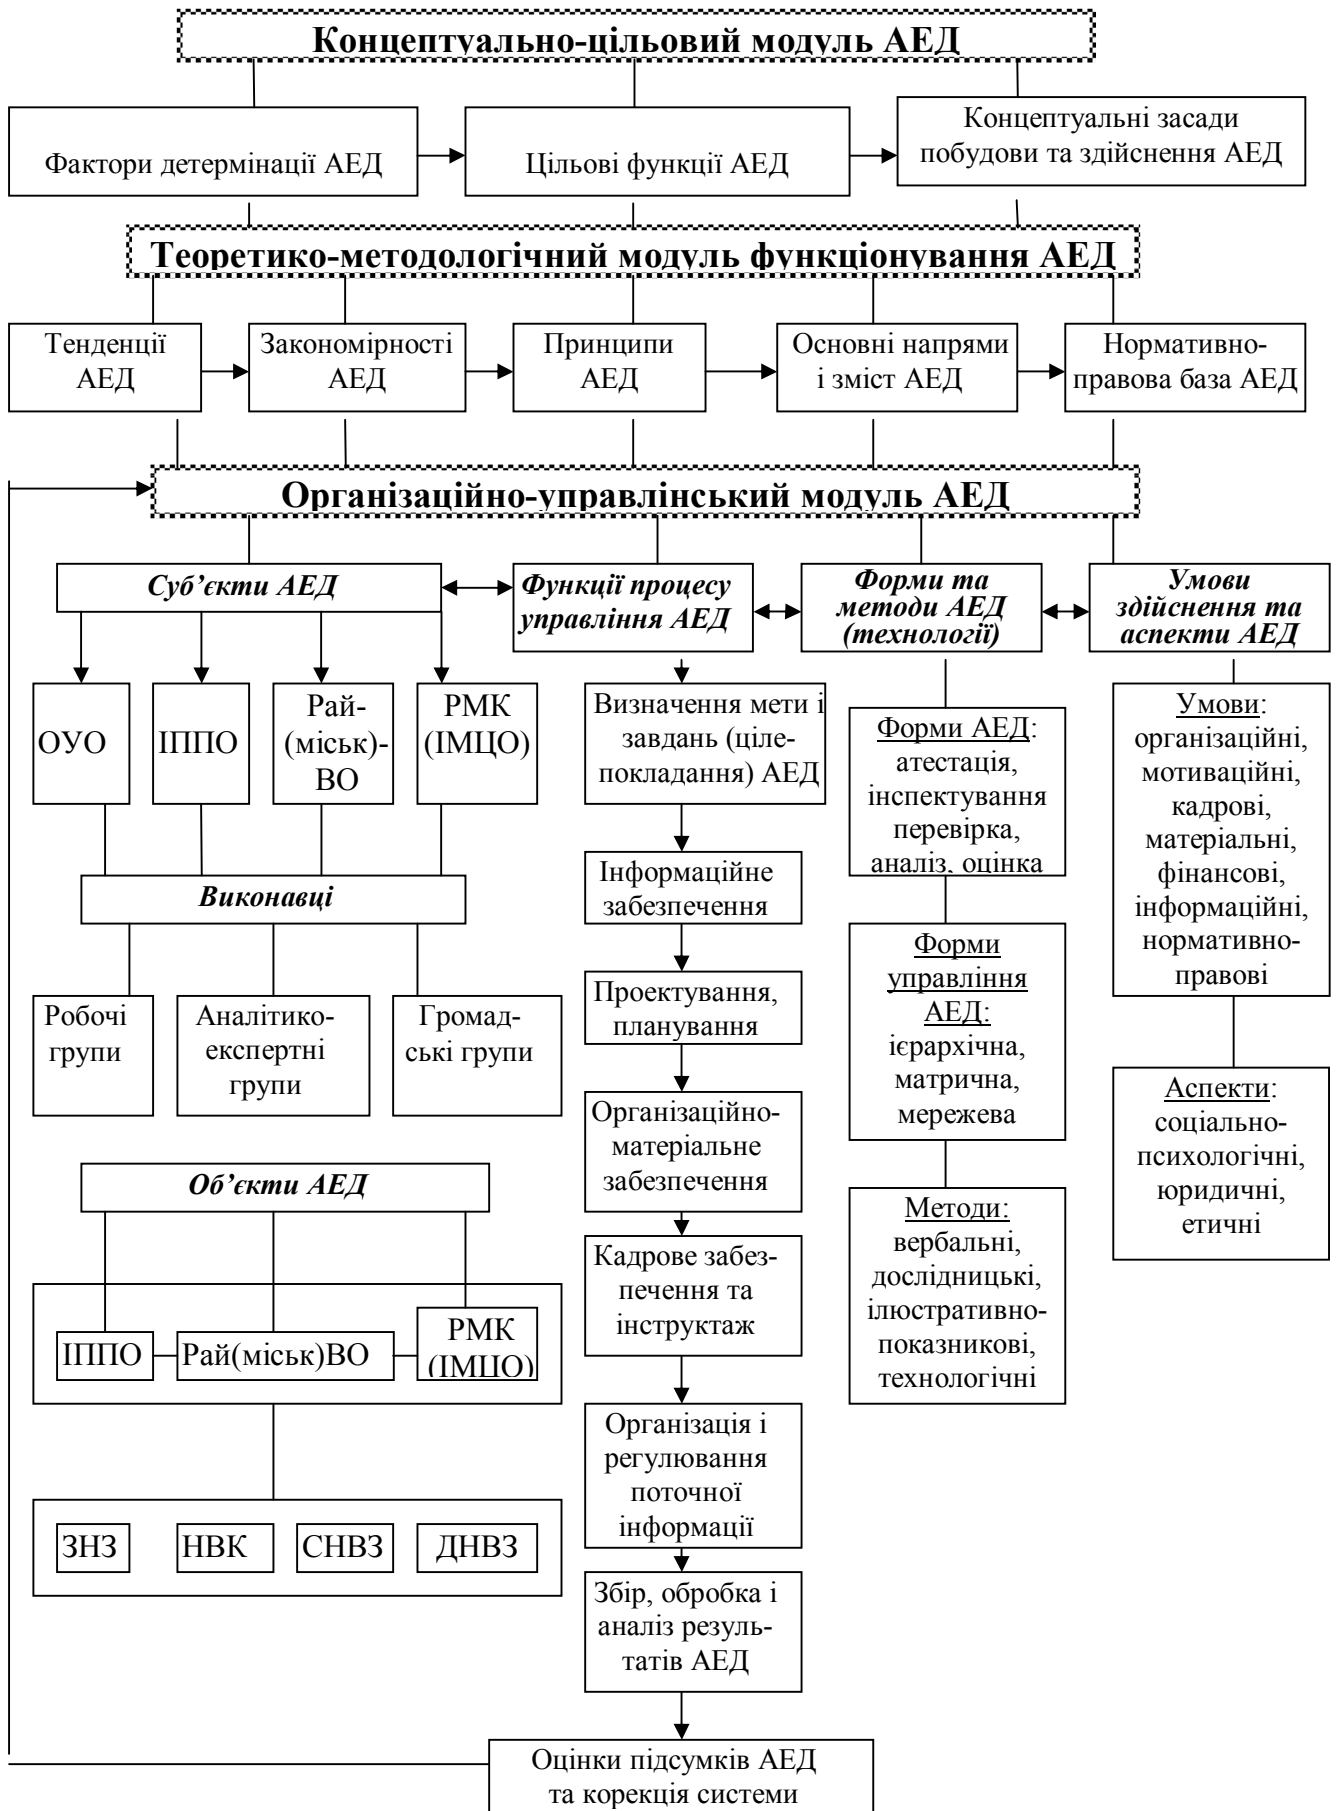 Концептуально-цільовий модуль АЕД
Фактори детермінації АЕД
Цільові функції АЕД
Концептуальні засади
побудови та здійснення АЕД
Теоретико-методологічний модуль функціонування АЕД
Тенденції
АЕД
Закономірності
АЕД
Принципи
АЕД
Основні напрями
і зміст АЕД
Нормативно-
правова база АЕД
Організаційно-управлінський модуль АЕД
Суб’єкти АЕД
Функції процесу
управління АЕД
Форми та
методи АЕД
(технології)
Умови
здійснення та
аспекти АЕД
ОУО
ІППО
Рай-
(міськ)-
ВО
РМК
(ІМЦО)
Виконавці
Робочі
групи
Аналітико-
експертні
групи
Громад-
ські групи
Об’єкти АЕД
ІППО
Рай(міськ)ВО
РМК
(ІМЦО)
ЗНЗ
НВК
СНВЗ
ДНВЗ
Визначення мети і
завдань (ціле-
покладання) АЕД
Інформаційне
забезпечення
Проектування,
планування
Організаційно-
матеріальне
забезпечення
Кадрове забез-
печення та
інструктаж
Організація і
регулювання
поточної
інформації
Збір, обробка і
аналіз резуль-
татів АЕД
Оцінки підсумків АЕД
та корекція системи
Форми АЕД:
атестація,
інспектування
перевірка,
аналіз, оцінка
Форми
управління
АЕД:
ієрархічна,
матрична,
мережева
Методи:
вербальні,
дослідницькі,
ілюстративно-
показникові,
технологічні
Умови:
організаційні,
мотиваційні,
кадрові,
матеріальні,
фінансові,
інформаційні,
нормативно-
правові
Аспекти:
соціально-
психологічні,
юридичні,
етичні